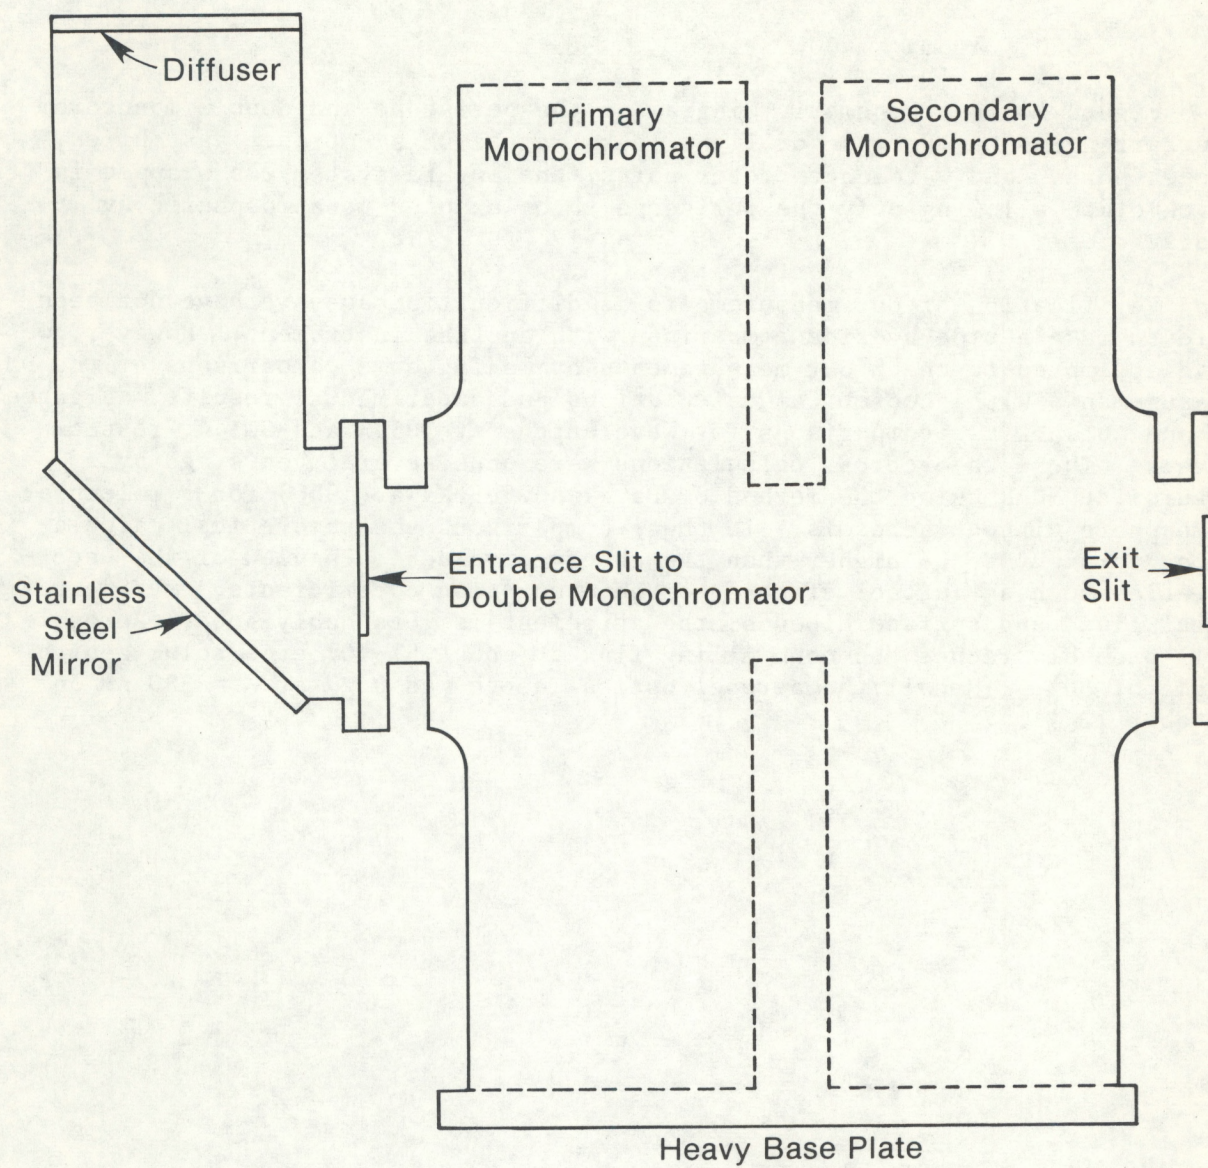 Diffuser
Primary
Monochromator
Secondary
Monochromator
Entrance Slit to
Double Monochromator
Exit
Slit
Stainless
Steel
Mirror
Heavy Base Plate